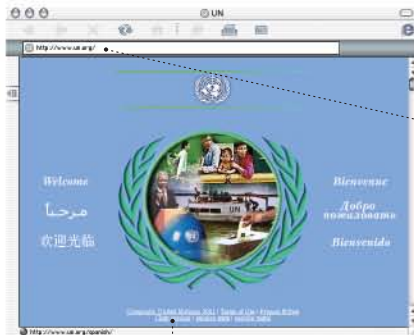 UN
http://www.un.org/
Welcome
مرحباً
欢迎光临
UN
Bienvenue
Добро
пожаловать
Bienvenido
http://www.un.org/spanish/